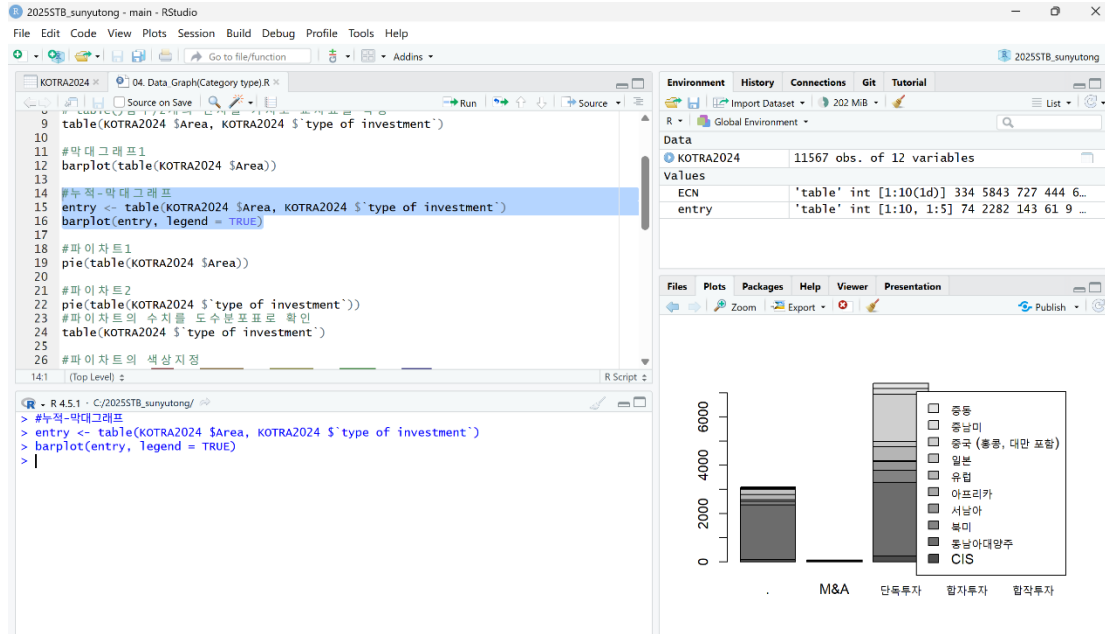 2025STB_sunyutong - main - RStudio
File Edit Code View Plots Session Build Debug Profile Tools Help
Go to file/function Addins 2025STB_sunyutong
KOTRA2024 04. Data_Graph(Category type).R
Source on Save Run Source
9 table(KOTRA2024 $Area, KOTRA2024 $`type of investment`)
10
11 #막대그래프1
12 barplot(table(KOTRA2024 $Area))
13
14 #누적-막대그래프
15 entry <- table(KOTRA2024 $Area, KOTRA2024 $`type of investment`)
16 barplot(entry, legend = TRUE)
17
18 #파이차트1
19 pie(table(KOTRA2024 $Area))
20
21 #파이차트2
22 pie(table(KOTRA2024 $`type of investment`))
23 #파이차트의 수치를 도수분포표로 확인
24 table(KOTRA2024 $`type of investment`)
25
26 #파이차트의 색상지정
14:1 (Top Level) R Script
R 4.5.1 · C:/2025STB_sunyutong/
> #누적-막대그래프
> entry <- table(KOTRA2024 $Area, KOTRA2024 $`type of investment`)
> barplot(entry, legend = TRUE)
>
Environment History Connections Git Tutorial
Import Dataset 202 MiB List
R Global Environment
Data
KOTRA2024 11567 obs. of 12 variables
Values
ECN 'table' int [1:10(1d)] 334 5843 727 444 6…
entry 'table' int [1:10, 1:5] 74 2282 143 61 9 …
Files Plots Packages Help Viewer Presentation
Zoom Export Publish
6000
4000
2000
0
중동
중남미
중국 (홍콩, 대만 포함)
일본
유럽
아프리카
서남아
북미
동남아대양주
CIS
. M&A 단독투자 합자투자 합작투자